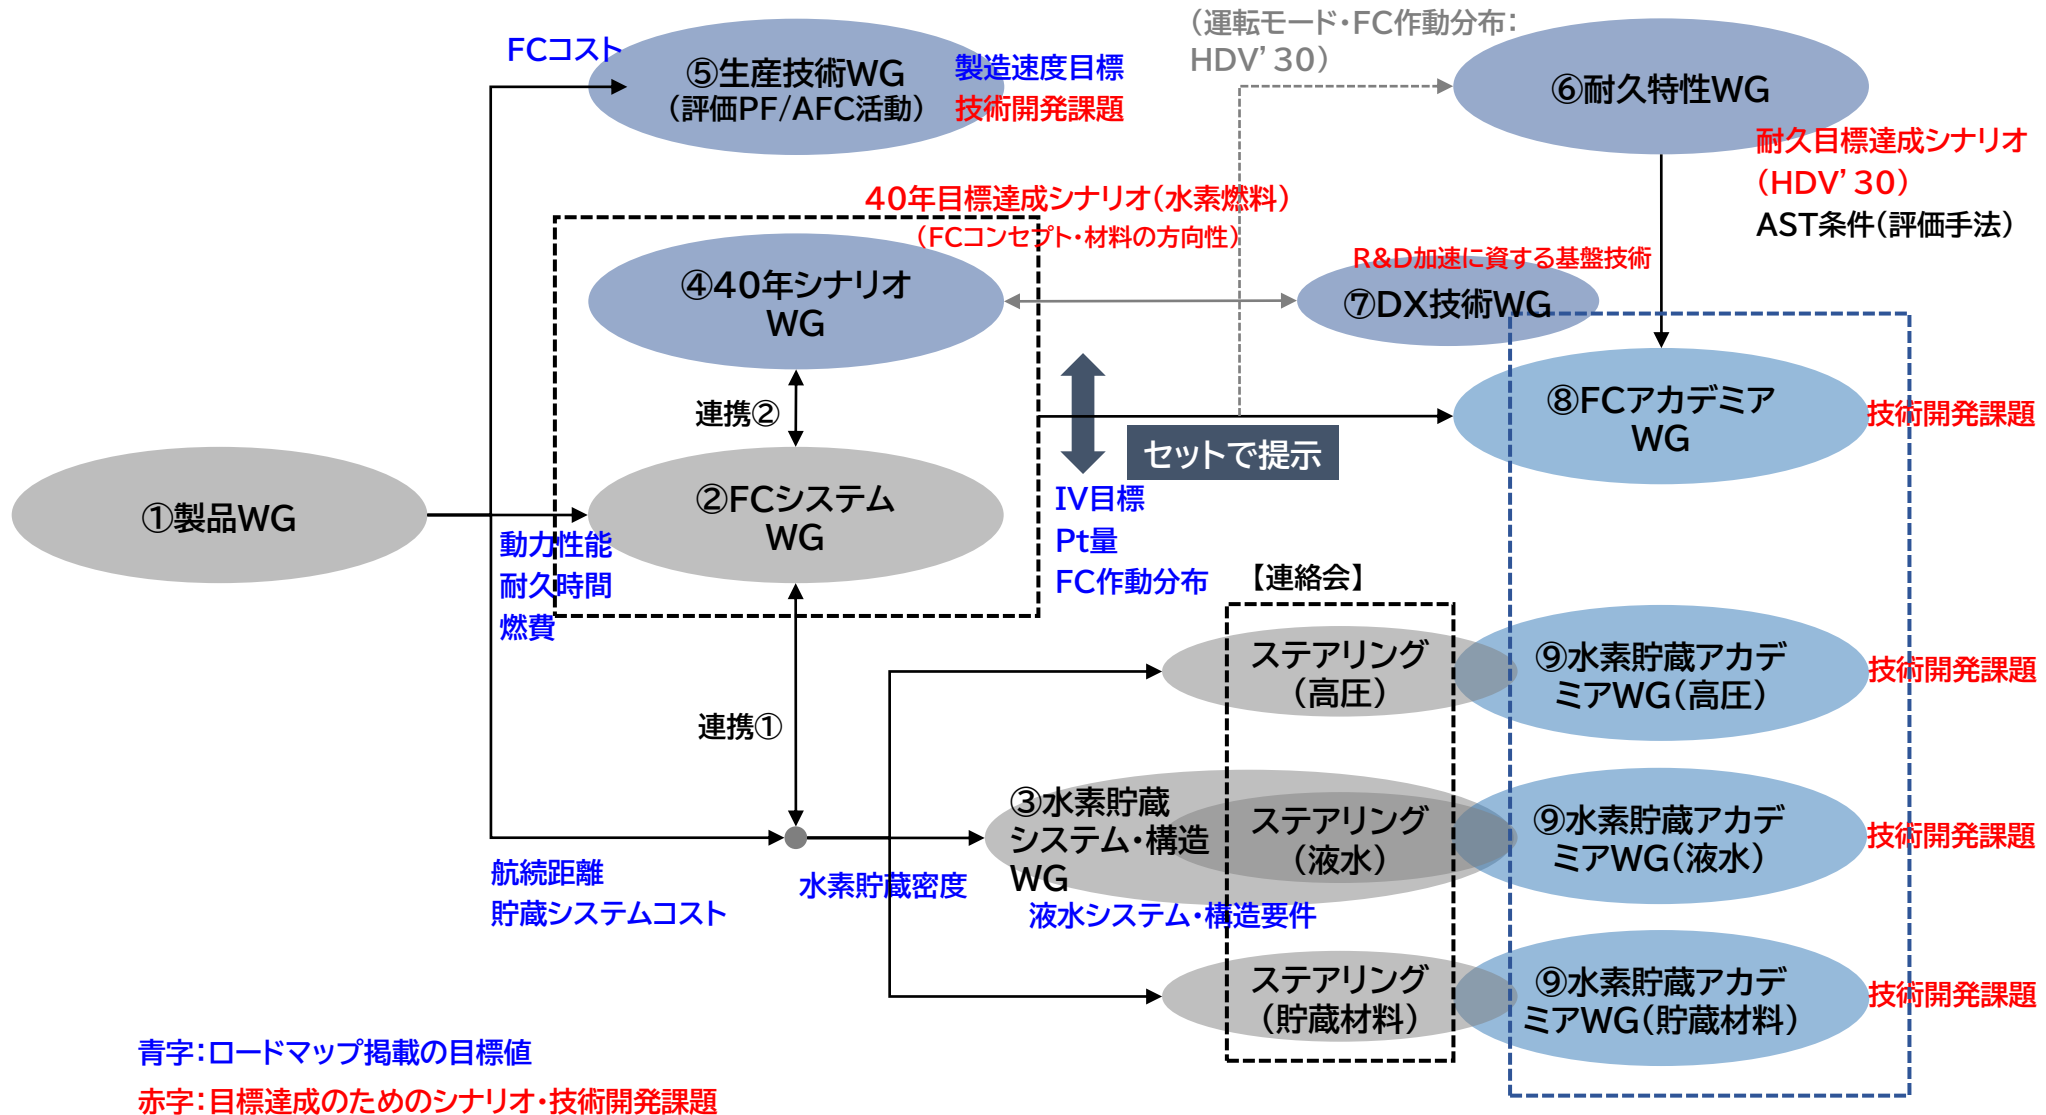 FCコスト
⑤生産技術WG
（評価PF/AFC活動）
製造速度目標
技術開発課題
（運転モード・FC作動分布：
HDV’30）
⑥耐久特性WG
耐久目標達成シナリオ
（HDV’30）
AST条件（評価手法）
40年目標達成シナリオ（水素燃料）
（FCコンセプト・材料の方向性）
④40年シナリオ
WG
R&D加速に資する基盤技術
⑦DX技術WG
連携②
⑧FCアカデミア
WG
技術開発課題
セットで提示
①製品WG
②FCシステム
WG
動力性能
耐久時間
燃費
IV目標
Pt量
FC作動分布
【連絡会】
連携①
ステアリング
（高圧）
⑨水素貯蔵アカデ
ミアWG（高圧）
技術開発課題
③水素貯蔵
システム・構造
WG
ステアリング
（液水）
⑨水素貯蔵アカデ
ミアWG（液水）
技術開発課題
航続距離
貯蔵システムコスト
水素貯蔵密度
液水システム・構造要件
ステアリング
（貯蔵材料）
⑨水素貯蔵アカデ
ミアWG（貯蔵材料）
技術開発課題
青字：ロードマップ掲載の目標値
赤字：目標達成のためのシナリオ・技術開発課題